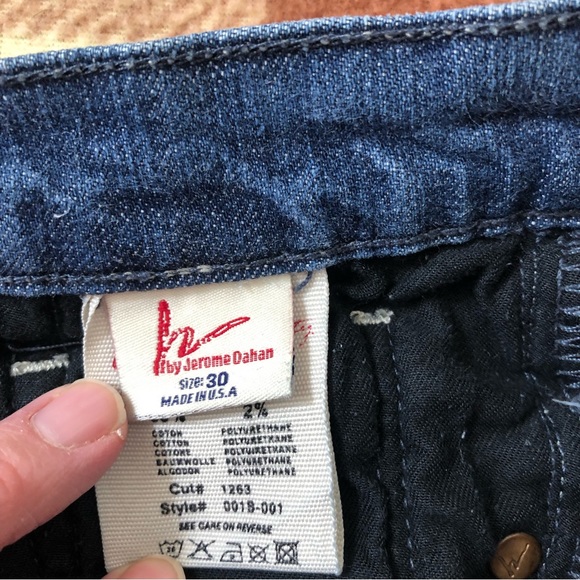 by Jerome Dahan
SIZE: 30
MADE IN U.S.A
2%
COTON POLYURETHANE
COTTON POLYURETHANE
COTONE POLYURETHANE
BAUMWOLLE POLYURETHANE
ALGODON POLYURETHANE
Cut# 1263
Style# 001S-001
SEE CARE ON REVERSE